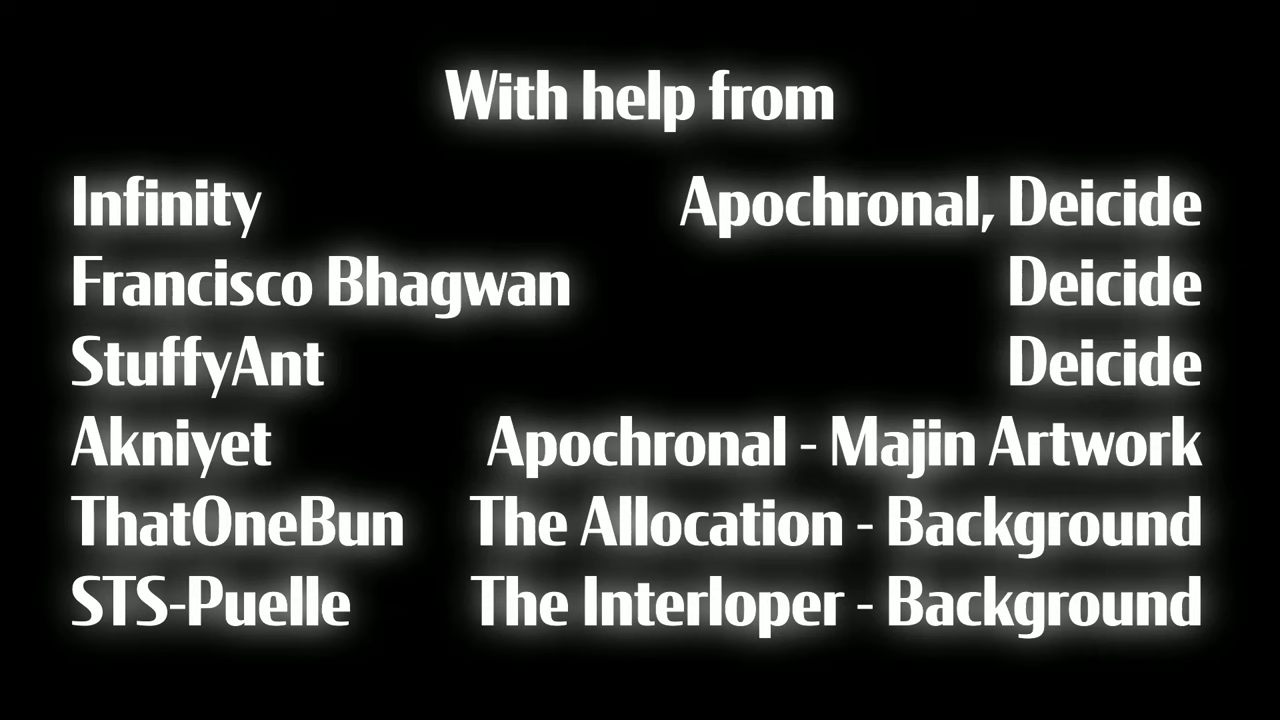 With help from
Infinity Apochronal, Deicide
Francisco Bhagwan Deicide
StuffyAnt Deicide
Akniyet Apochronal - Majin Artwork
ThatOneBun The Allocation - Background
STS-Puelle The Interloper - Background